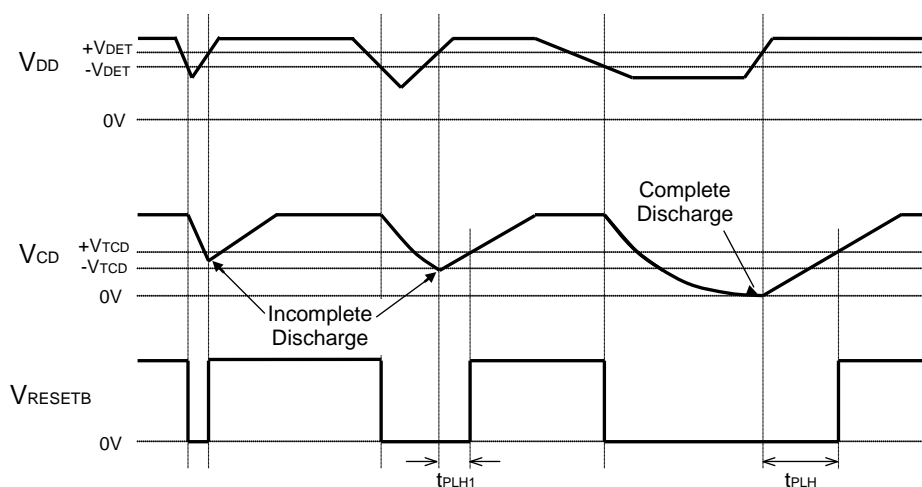 VDD
+VDET
-VDET
0V
Complete
Discharge
VCD
+VTCD
-VTCD
0V
Incomplete
Discharge
VRESETB
0V
tPLH1
tPLH